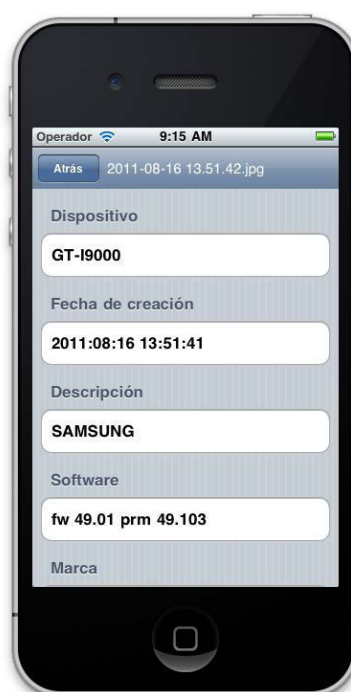 Operador 9:15 AM
Atrás 2011-08-16 13.51.42.jpg
Dispositivo
GT-I9000
Fecha de creación
2011:08:16 13:51:41
Descripción
SAMSUNG
Software
fw 49.01 prm 49.103
Marca